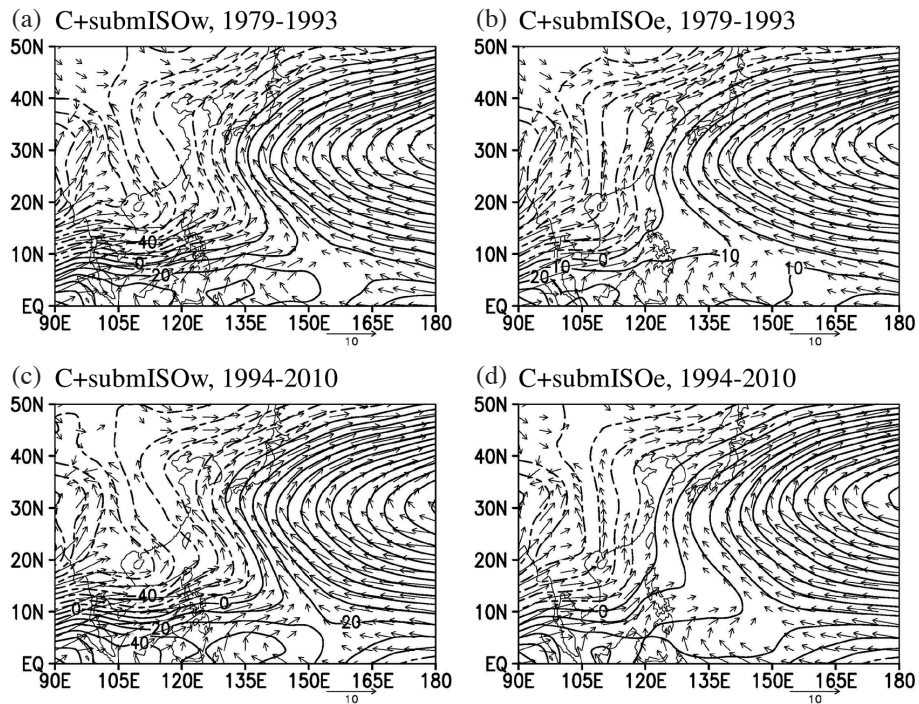 (a) C+submISOw, 1979-1993
(b) C+submISOe, 1979-1993
50N
40N
30N
20N
10N
EQ
40
0
20
90E 105E 120E 135E 150E 165E 180
10
50N
40N
30N
20N
10N
EQ
20
10
0
10
10
90E 105E 120E 135E 150E 165E 180
10
(c) C+submISOw, 1994-2010
(d) C+submISOe, 1994-2010
50N
40N
30N
20N
10N
EQ
0
40
0
20
40
20
90E 105E 120E 135E 150E 165E 180
10
50N
40N
30N
20N
10N
EQ
0
90E 105E 120E 135E 150E 165E 180
10